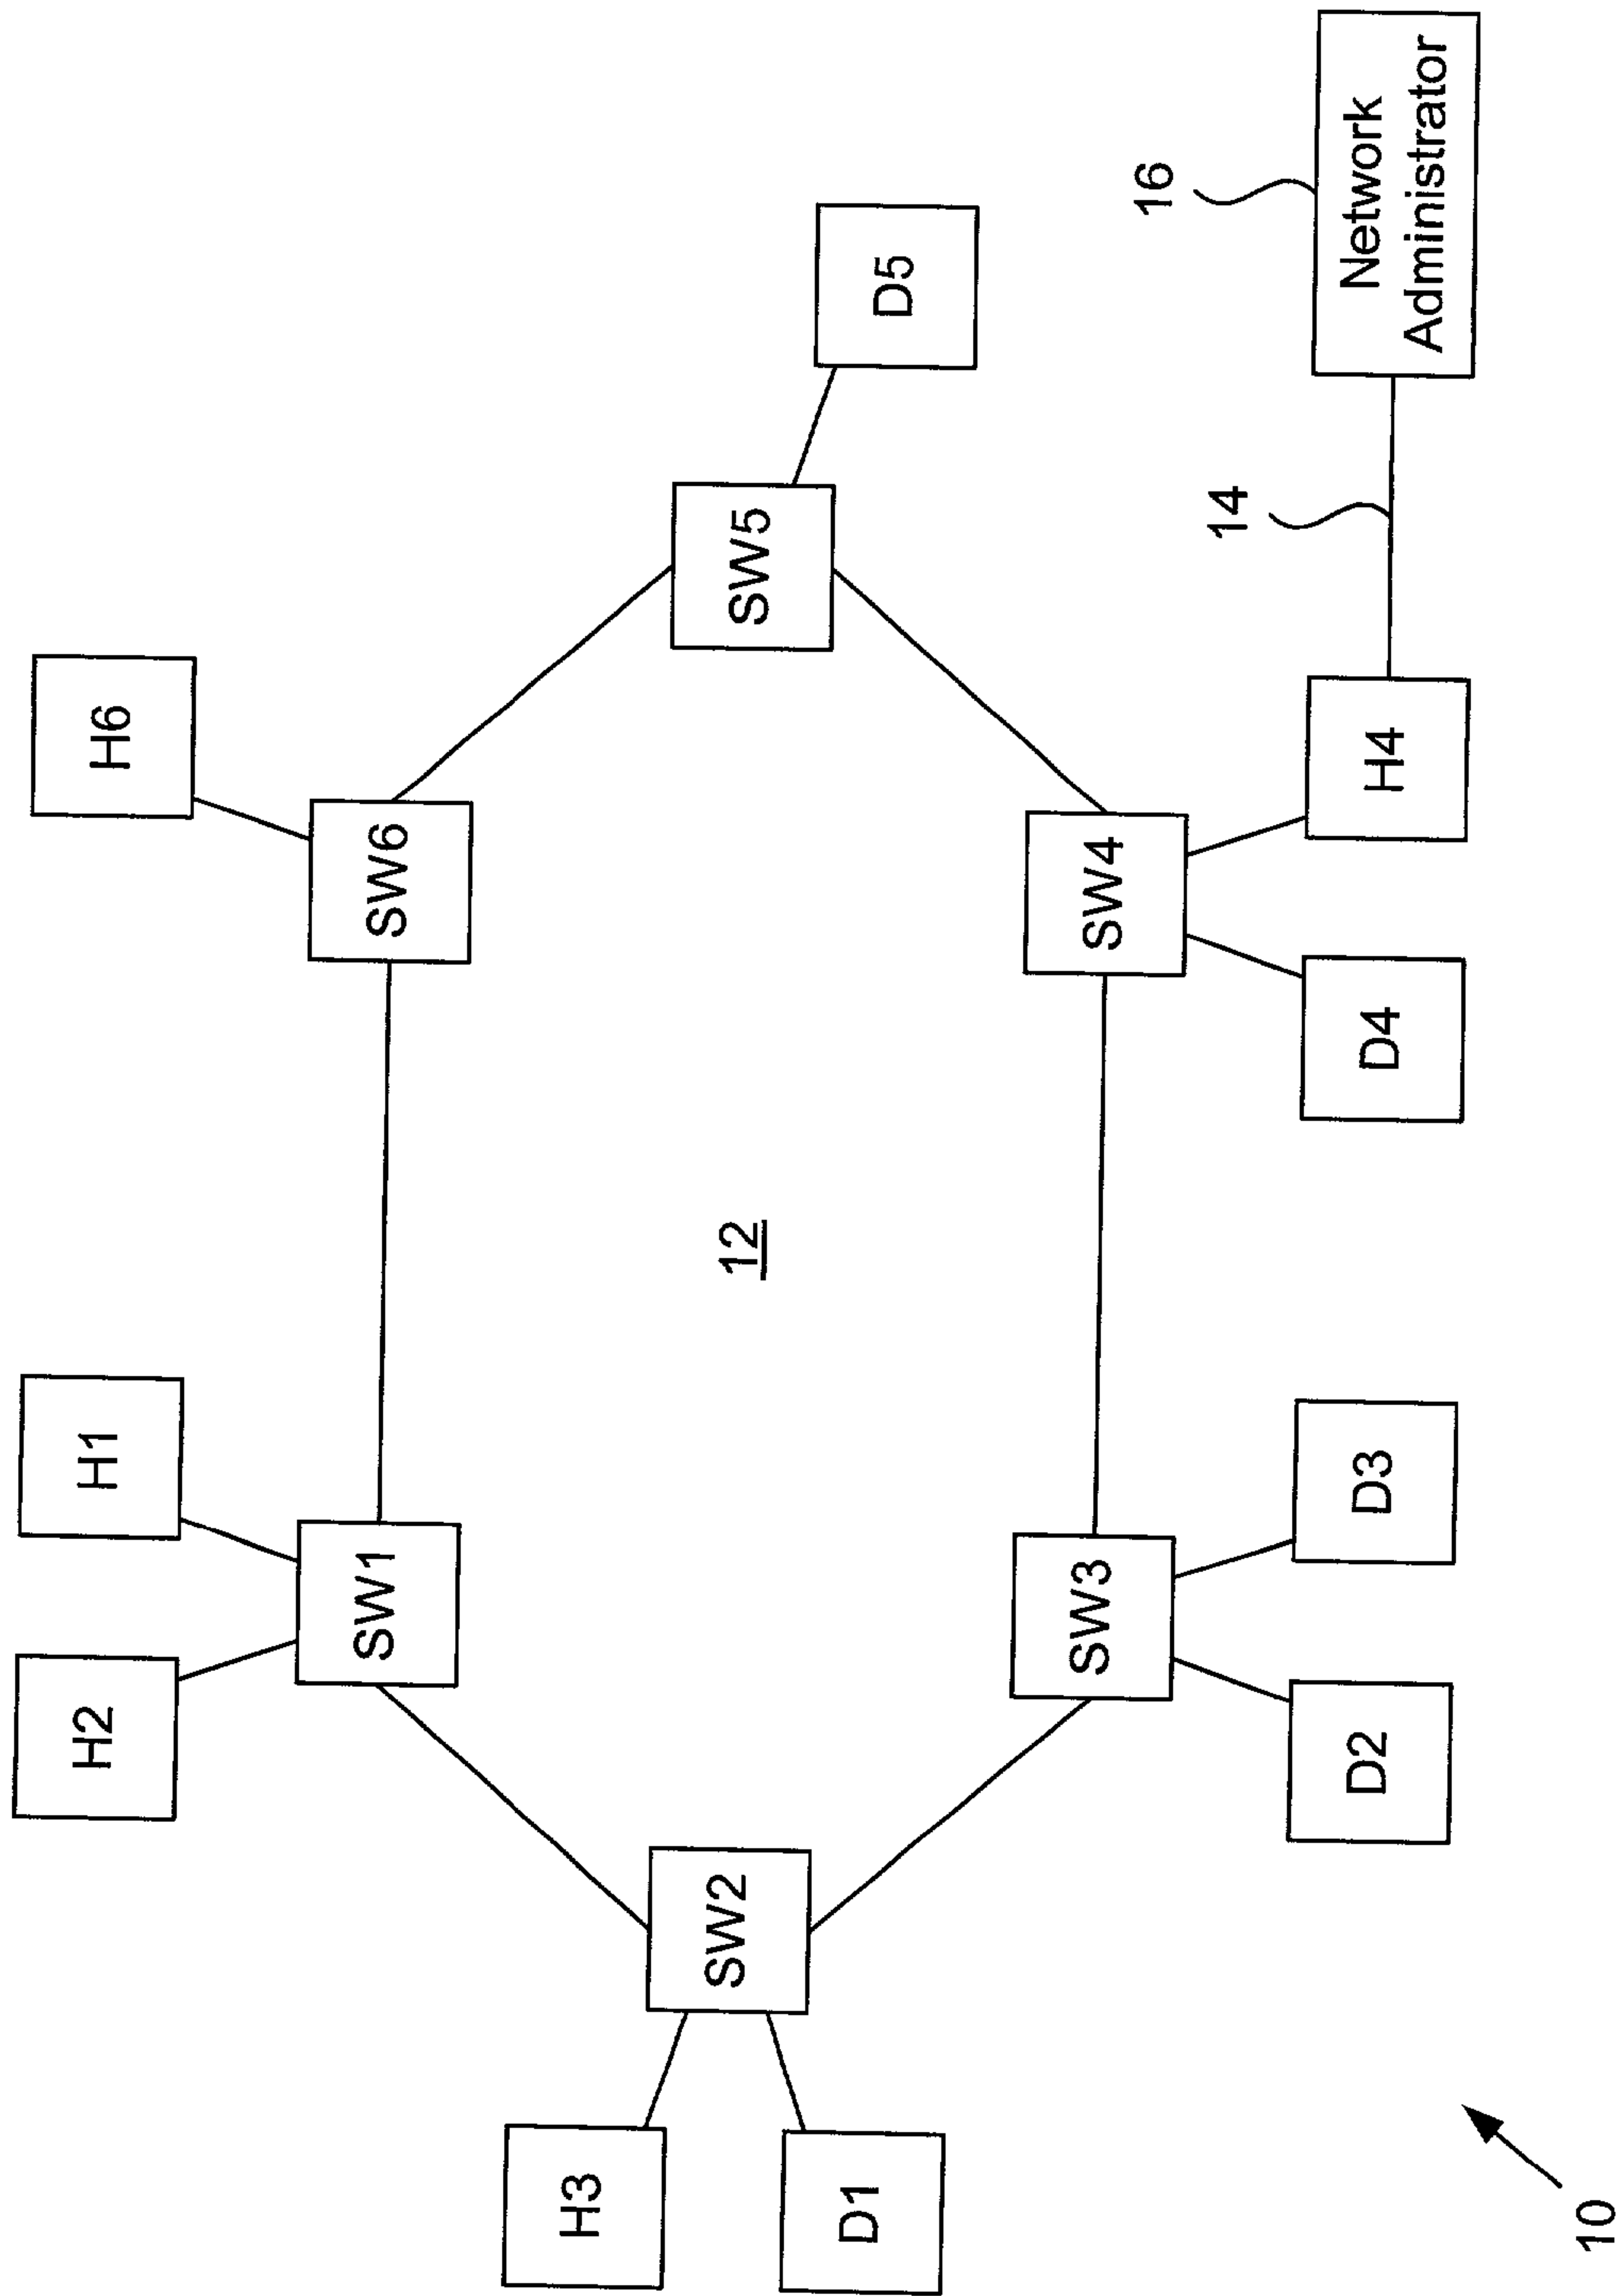 H2
H1
H6
SW1
SW6
H3
SW2
12
SW5
D1
D5
SW3
SW4
16
14
D2
D3
D4
H4
Network
Administrator
10